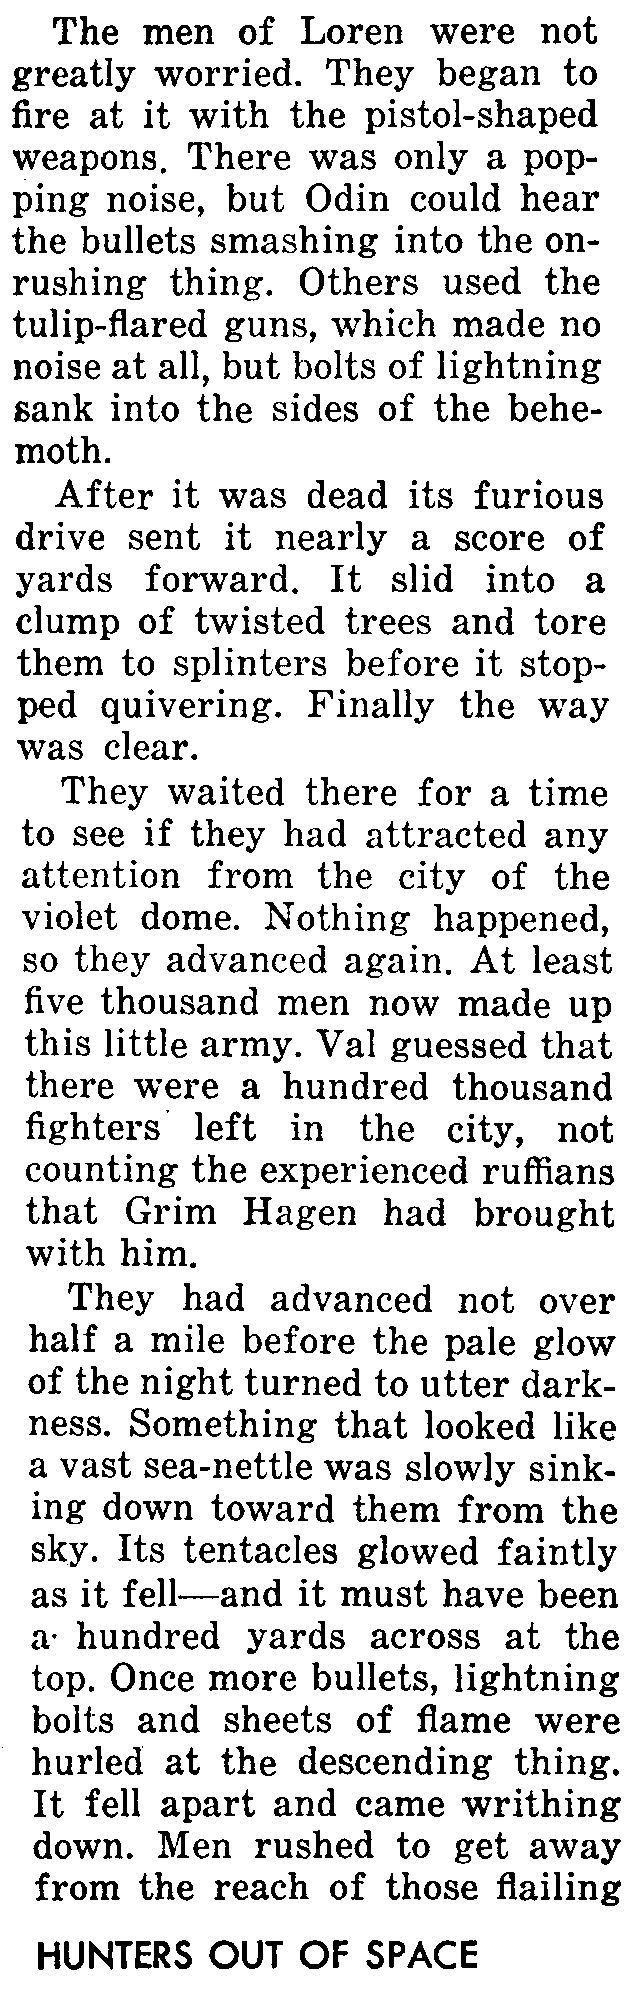 The men of Loren were not
greatly worried. They began to
fire at it with the pistol-shaped
weapons. There was only a pop-
ping noise, but Odin could hear
the bullets smashing into the on-
rushing thing. Others used the
tulip-flared guns, which made no
noise at all, but bolts of lightning
sank into the sides of the behe-
moth.
After it was dead its furious
drive sent it nearly a score of
yards forward. It slid into a
clump of twisted trees and tore
them to splinters before it stop-
ped quivering. Finally the way
was clear.
They waited there for a time
to see if they had attracted any
attention from the city of the
violet dome. Nothing happened,
so they advanced again. At least
five thousand men now made up
this little army. Val guessed that
there were a hundred thousand
fighters left in the city, not
counting the experienced ruffians
that Grim Hagen had brought
with him.
They had advanced not over
half a mile before the pale glow
of the night turned to utter dark-
ness. Something that looked like
a vast sea-nettle was slowly sink-
ing down toward them from the
sky. Its tentacles glowed faintly
as it fell—and it must have been
a hundred yards across at the
top. Once more bullets, lightning
bolts and sheets of flame were
hurled at the descending thing.
It fell apart and came writhing
down. Men rushed to get away
from the reach of those flailing
HUNTERS OUT OF SPACE